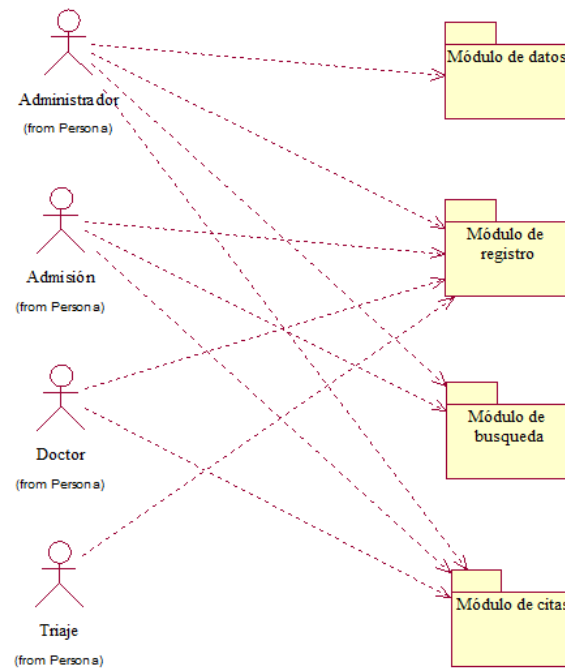 Administrador
(from Persona)
Módulo de datos
Admisión
(from Persona)
Módulo de
registro
Doctor
(from Persona)
Módulo de
busqueda
Triaje
(from Persona)
Módulo de citas